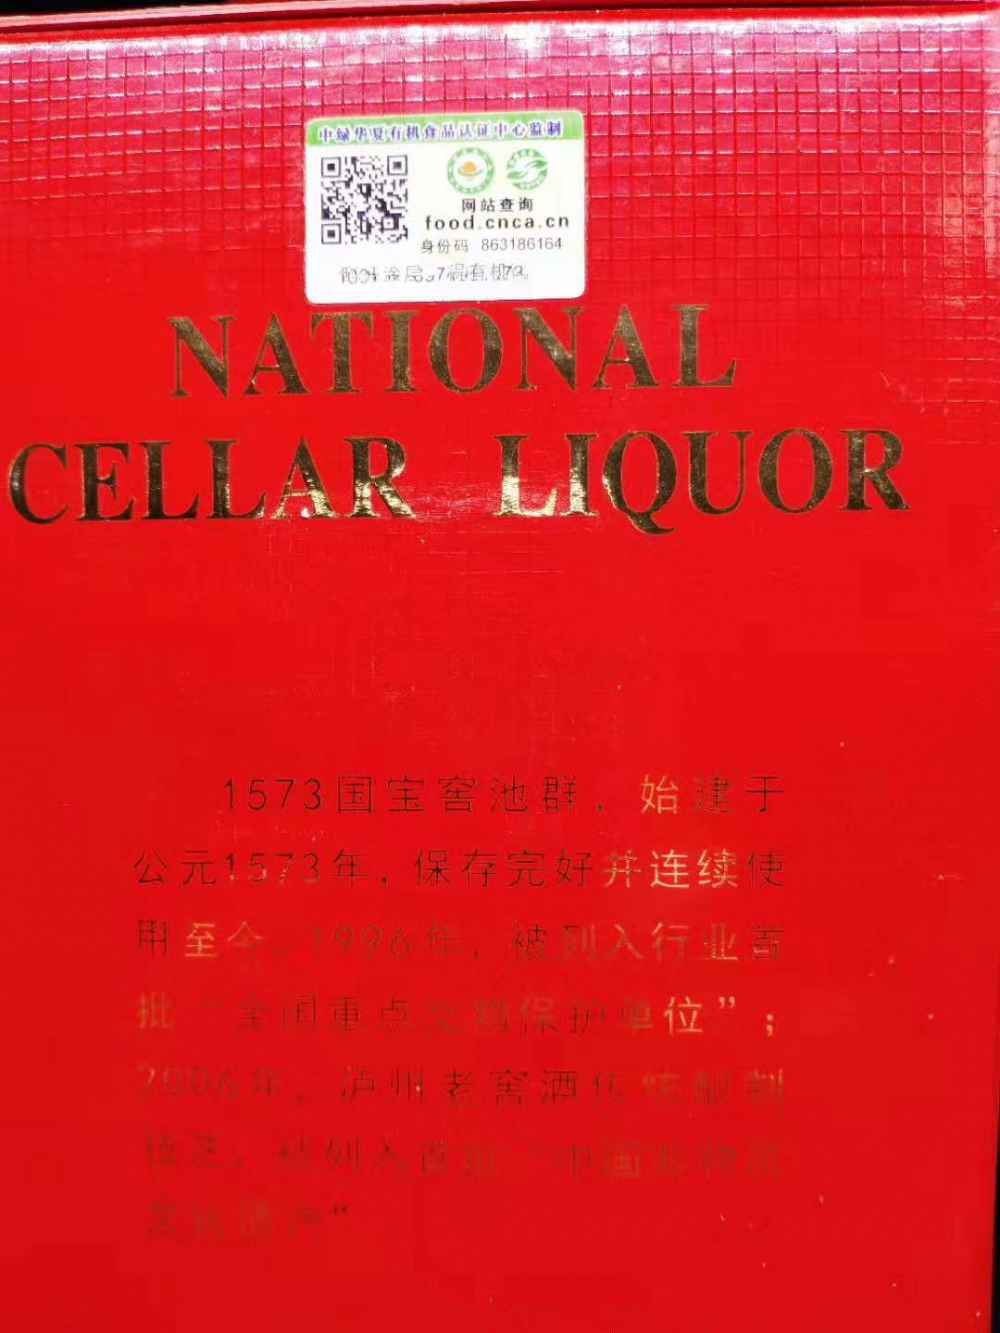 中绿华夏有机食品认证中心监制
网站查询
food.cnca.cn
身份码 863186164
NATIONAL
CELLAR LIQUOR
1573国宝窖池群，始建于
公元1573年，保存完好并连续使
用至今。1996年，被列入行业首
批“全国重点文物保护单位”；
2006年，泸州老窖酒传统酿制
技艺，被列入首批“中国非物质
文化遗产“